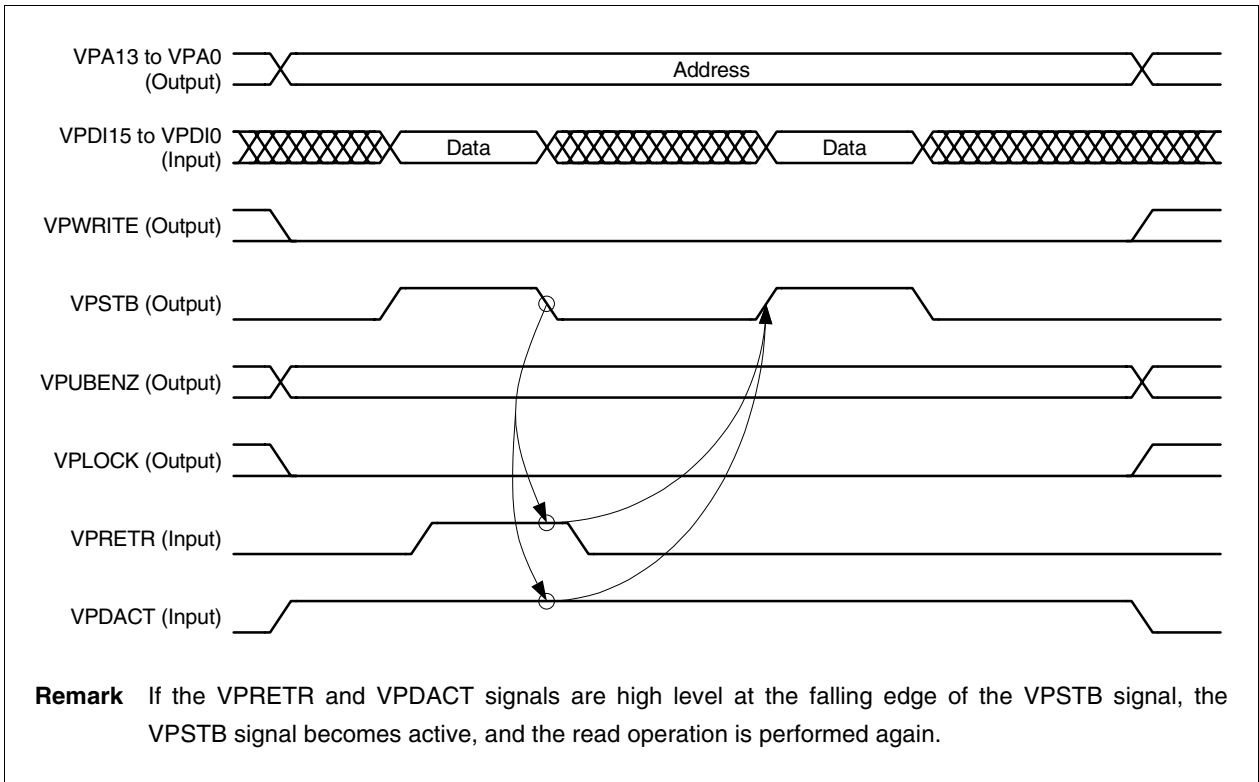 VPA13 to VPA0
(Output)
Address
VPDI15 to VPDI0
(Input)
Data
Data
VPWRITE (Output)
VPSTB (Output)
VPUBENZ (Output)
VPLOCK (Output)
VPRETR (Input)
VPDACT (Input)
Remark If the VPRETR and VPDACT signals are high level at the falling edge of the VPSTB signal, the
VPSTB signal becomes active, and the read operation is performed again.